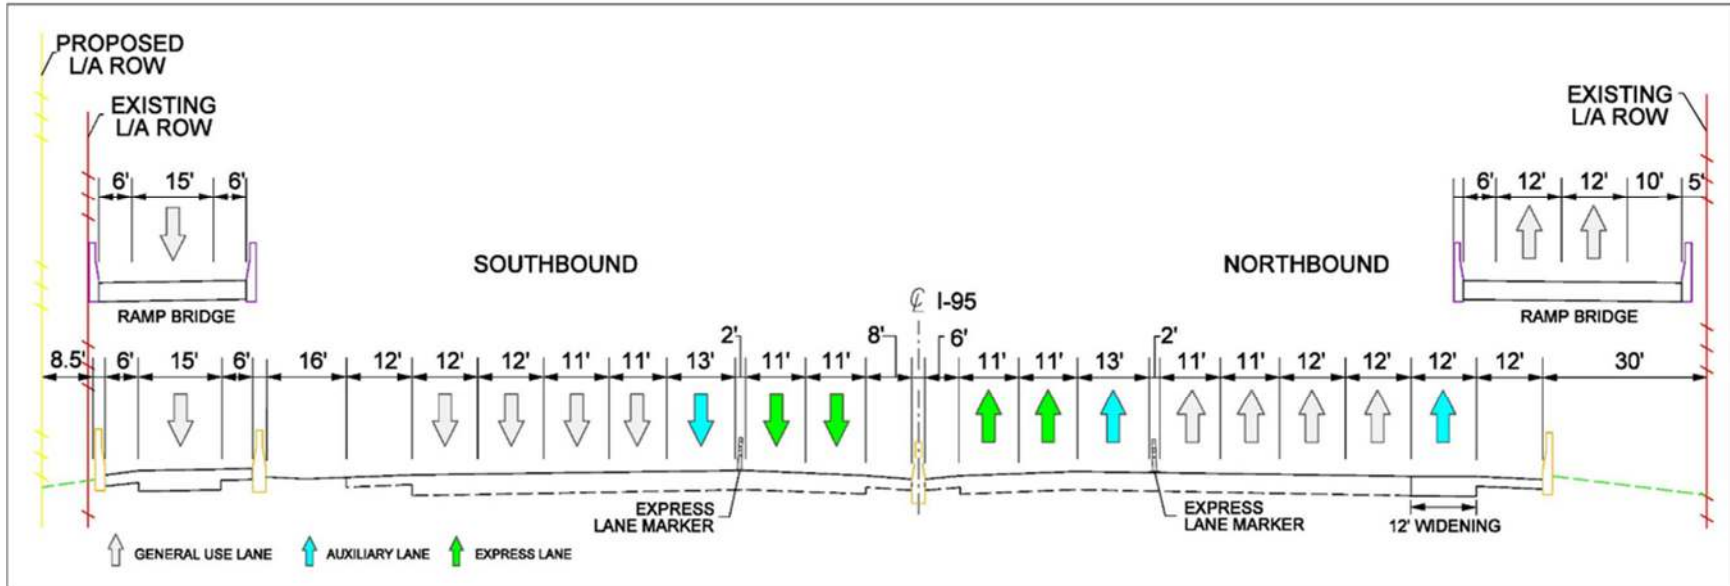 PROPOSED
L/A ROW
EXISTING
L/A ROW
EXISTING
L/A ROW
6' 15' 6'
6' 12' 12' 10' 5'
SOUTHBOUND
NORTHBOUND
℄ I-95
RAMP BRIDGE
RAMP BRIDGE
8.5' 6' 15' 6' 16' 12' 12' 12' 11' 11' 13' 2' 11' 11' 8' 6' 11' 11' 13' 2' 11' 11' 12' 12' 12' 12' 30'
EXPRESS
LANE MARKER
EXPRESS
LANE MARKER
12' WIDENING
GENERAL USE LANE AUXILIARY LANE EXPRESS LANE